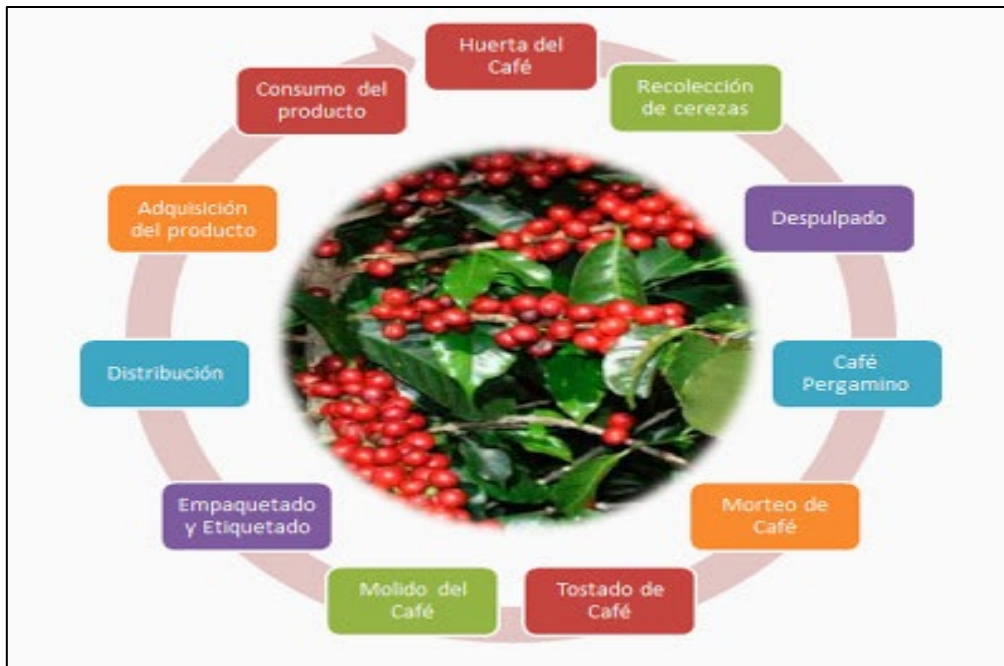 Huerta del
Café
Recolección
de cerezas
Despulpado
Café
Pergamino
Morteo de
Café
Tostado de
Café
Molido del
Café
Empaquetado
y Etiquetado
Distribución
Adquisición
del producto
Consumo del
producto